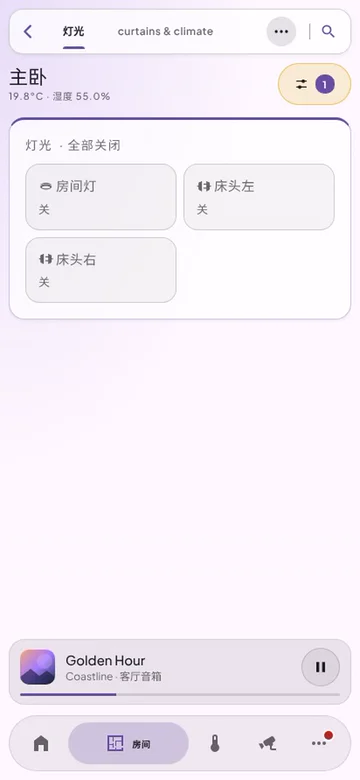 灯光
curtains & climate
主卧
19.8°C · 湿度 55.0%
1
灯光 · 全部关闭
房间灯
关
床头左
关
床头右
关
Golden Hour
Coastline · 客厅音箱
房间